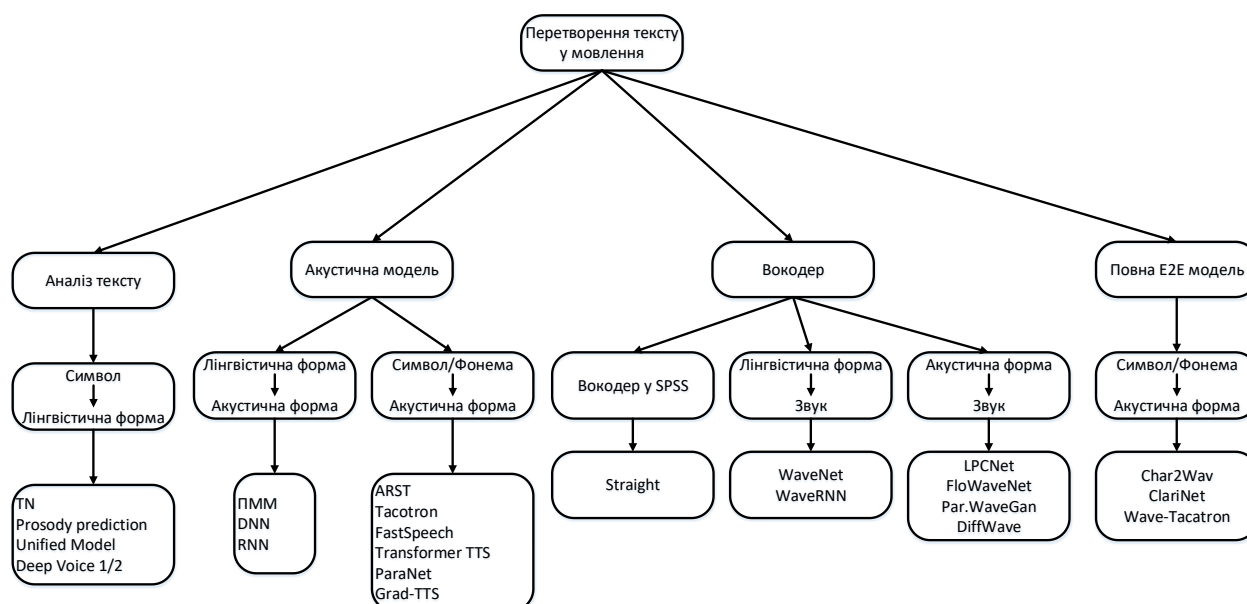 Перетворення тексту
у мовлення
Аналіз тексту
Акустична модель
Вокодер
Повна E2E модель
Символ
Лінгвістична форма
Лінгвістична форма
Акустична форма
Символ/Фонема
Акустична форма
Вокодер у SPSS
Лінгвістична форма
Звук
Акустична форма
Звук
Символ/Фонема
Акустична форма
TN
Prosody prediction
Unified Model
Deep Voice 1/2
ПММ
DNN
RNN
ARST
Tacotron
FastSpeech
Transformer TTS
ParaNet
Grad-TTS
Straight
WaveNet
WaveRNN
LPCNet
FloWaveNet
Par.WaveGan
DiffWave
Char2Wav
ClariNet
Wave-Tacatron